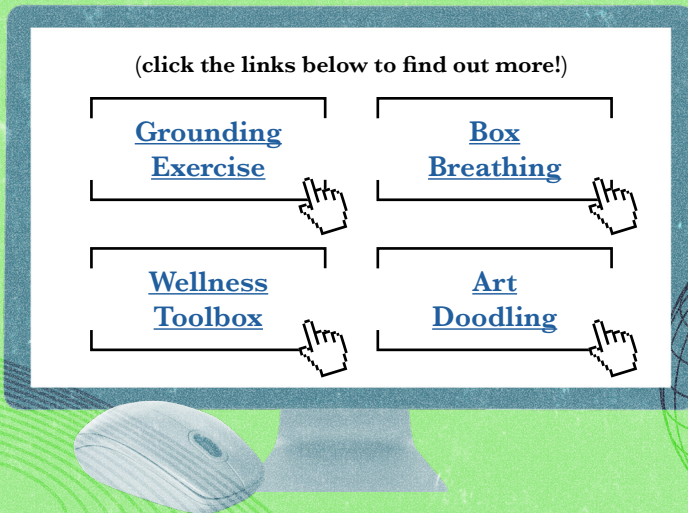 (click the links below to find out more!)
Grounding
Exercise
Box
Breathing
Wellness
Toolbox
Art
Doodling